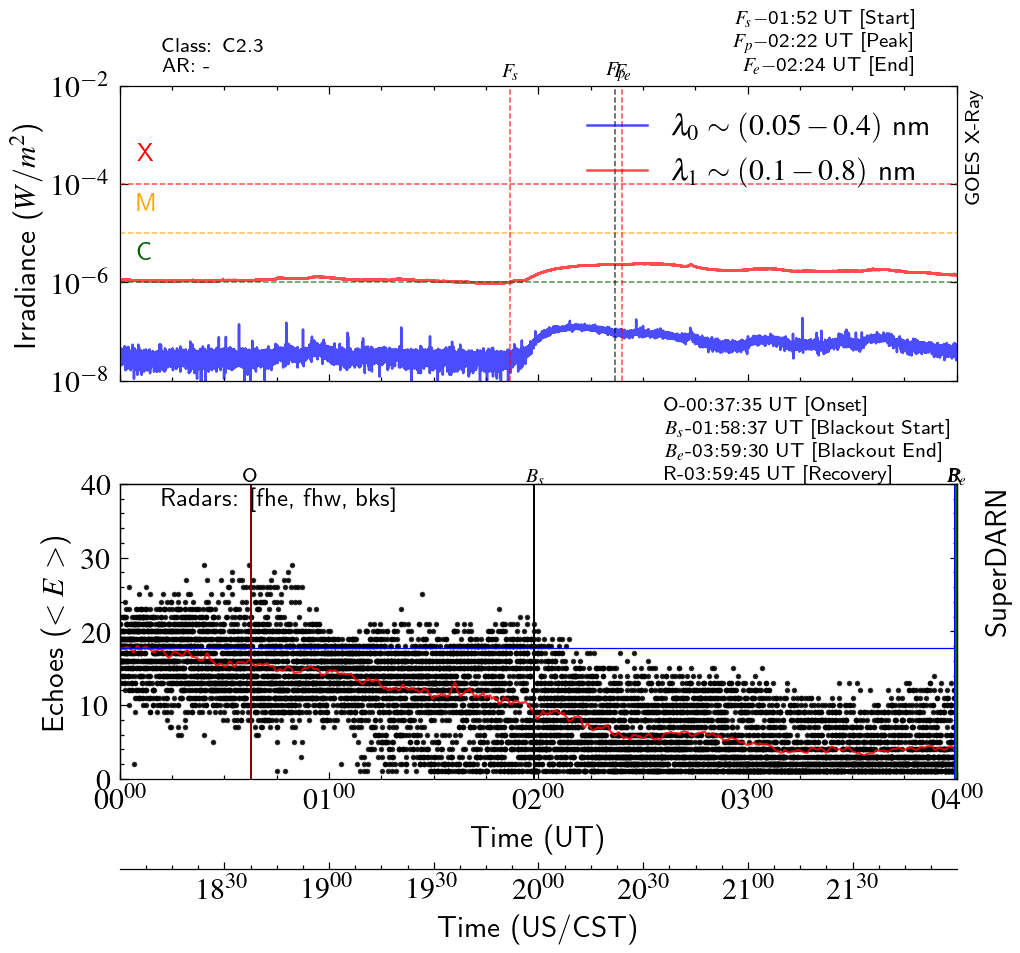 F_s−01:52 UT [Start]
F_p−02:22 UT [Peak]
F_e−02:24 UT [End]
Class: C2.3
AR: -
F_s
F_p
F_e
10^{-2}
10^{-4}
10^{-6}
10^{-8}
Irradiance (W/m^2)
X
M
C
λ_0 ∼ (0.05−0.4) nm
λ_1 ∼ (0.1−0.8) nm
GOES X-Ray
O-00:37:35 UT [Onset]
B_s-01:58:37 UT [Blackout Start]
B_e-03:59:30 UT [Blackout End]
R-03:59:45 UT [Recovery]
O
B_s
B_e
Radars: [fhe, fhw, bks]
40
30
20
10
0
Echoes (< E >)
SuperDARN
00^{00}
01^{00}
02^{00}
03^{00}
04^{00}
Time (UT)
18^{30}
19^{00}
19^{30}
20^{00}
20^{30}
21^{00}
21^{30}
Time (US/CST)